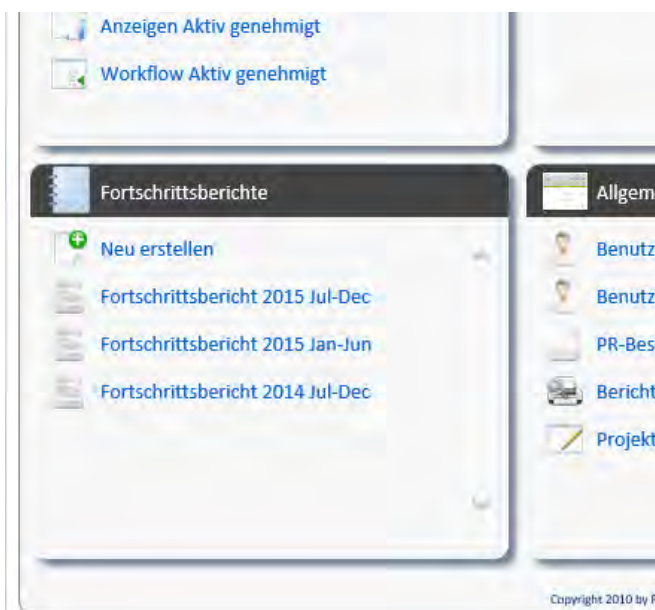 Anzeigen Aktiv genehmigt
Workflow Aktiv genehmigt
Fortschrittsberichte
Neu erstellen
Fortschrittsbericht 2015 Jul-Dec
Fortschrittsbericht 2015 Jan-Jun
Fortschrittsbericht 2014 Jul-Dec
Allgem
Benutz
Benutz
PR-Bes
Bericht
Projekt
Copyright 2010 by